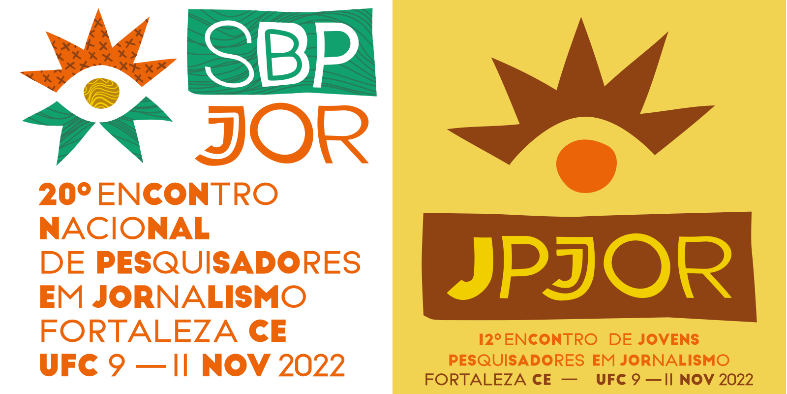 SBP
JOR
20º ENCONTRO
NACIONAL
DE PESQUISADORES
EM JORNALISMO
FORTALEZA CE
UFC 9 — 11 NOV 2022
JPJOR
12º ENCONTRO DE JOVENS
PESQUISADORES EM JORNALISMO
FORTALEZA CE — UFC 9 — 11 NOV 2022